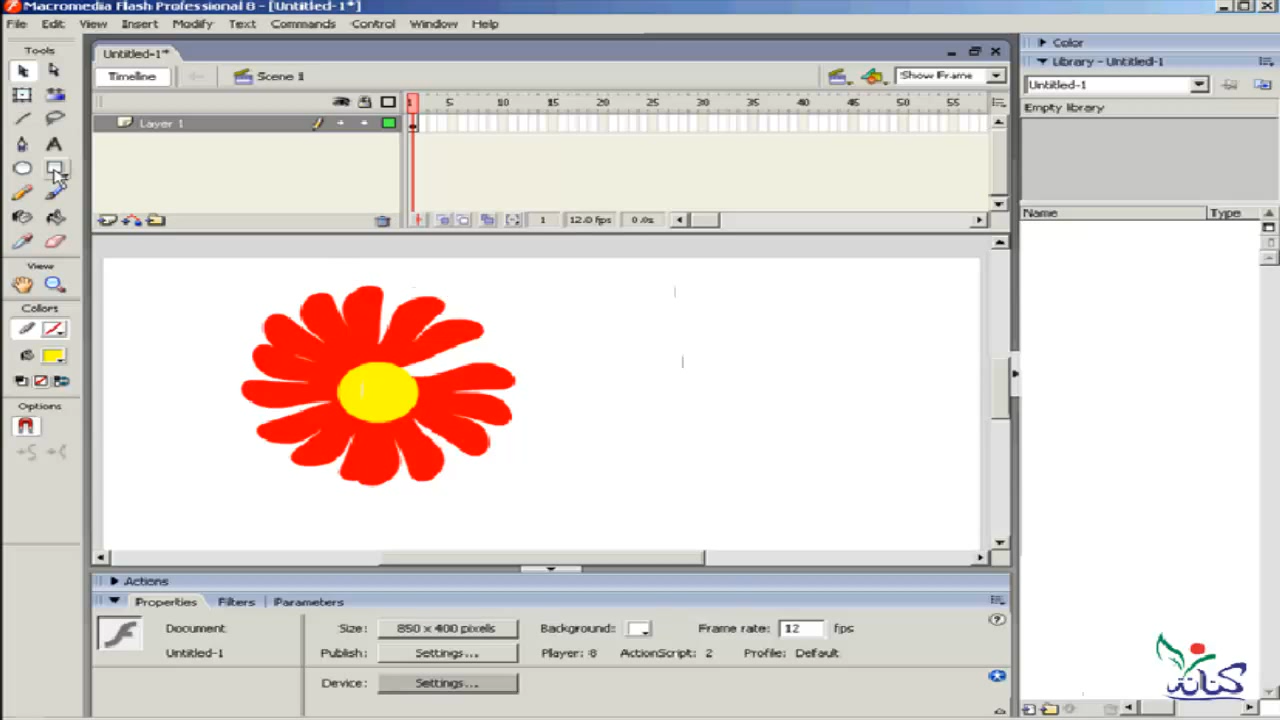 Macromedia Flash Professional 8 - [Untitled-1*]
File Edit View Insert Modify Text Commands Control Window Help
Tools
View
Colors
Options
Untitled-1*
Timeline
Scene 1
Show Frame
1 5 10 15 20 25 30 35 40 45 50 55
Layer 1
1 12.0 fps 0.0s
Color
Library - Untitled-1
Untitled-1
Empty library
Name Type
Actions
Properties Filters Parameters
Document
Untitled-1
Size: 850 x 400 pixels Background: Frame rate: 12 fps
Publish: Settings... Player: 8 ActionScript: 2 Profile: Default
Device: Settings...
كنانة